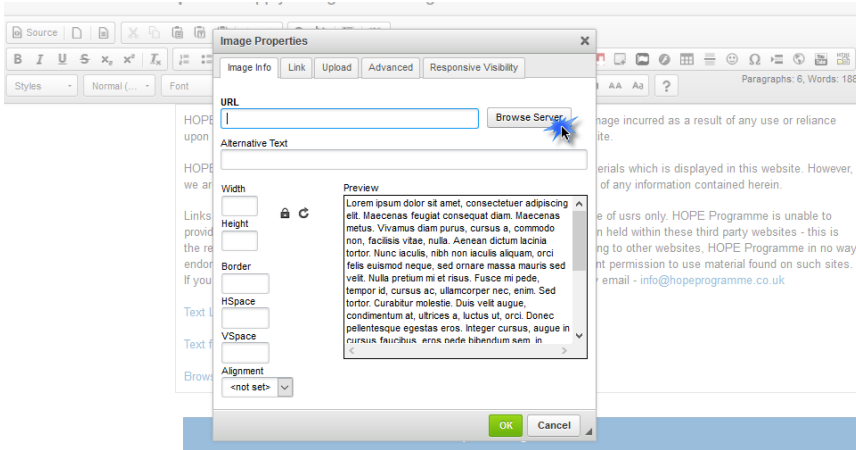 Source
Image Properties
B I U S x₂ x² Tx
Image Info Link Upload Advanced Responsive Visibility
Styles Normal (... Font
AA Aa ? Paragraphs: 6, Words: 188
URL
Browse Server
HOPE
mage incurred as a result of any use or reliance
upon
ite.
Alternative Text
HOPE
erials which is displayed in this website. However,
we ar
of any information contained herein.
Width
Preview
Height
Lorem ipsum dolor sit amet, consectetuer adipiscing
elit. Maecenas feugiat consequat diam. Maecenas
metus. Vivamus diam purus, cursus a, commodo
non, facilisis vitae, nulla. Aenean dictum lacinia
tortor. Nunc iaculis, nibh non iaculis aliquam, orci
felis euismod neque, sed ornare massa mauris sed
velit. Nulla pretium mi et risus. Fusce mi pede,
tempor id, cursus ac, ullamcorper nec, enim. Sed
tortor. Curabitur molestie. Duis velit augue,
condimentum at, ultrices a, luctus ut, orci. Donec
pellentesque egestas eros. Integer cursus, augue in
cursus faucibus, eros pede bibendum sem, in
Links
e of usrs only. HOPE Programme is unable to
provid
n held within these third party websites - this is
the re
ng to other websites, HOPE Programme in no way
endor
nt permission to use material found on such sites.
If you
y email - info@hopeprogramme.co.uk
Border
HSpace
VSpace
Text L
Text f
Brows
Alignment
<not set>
OK Cancel